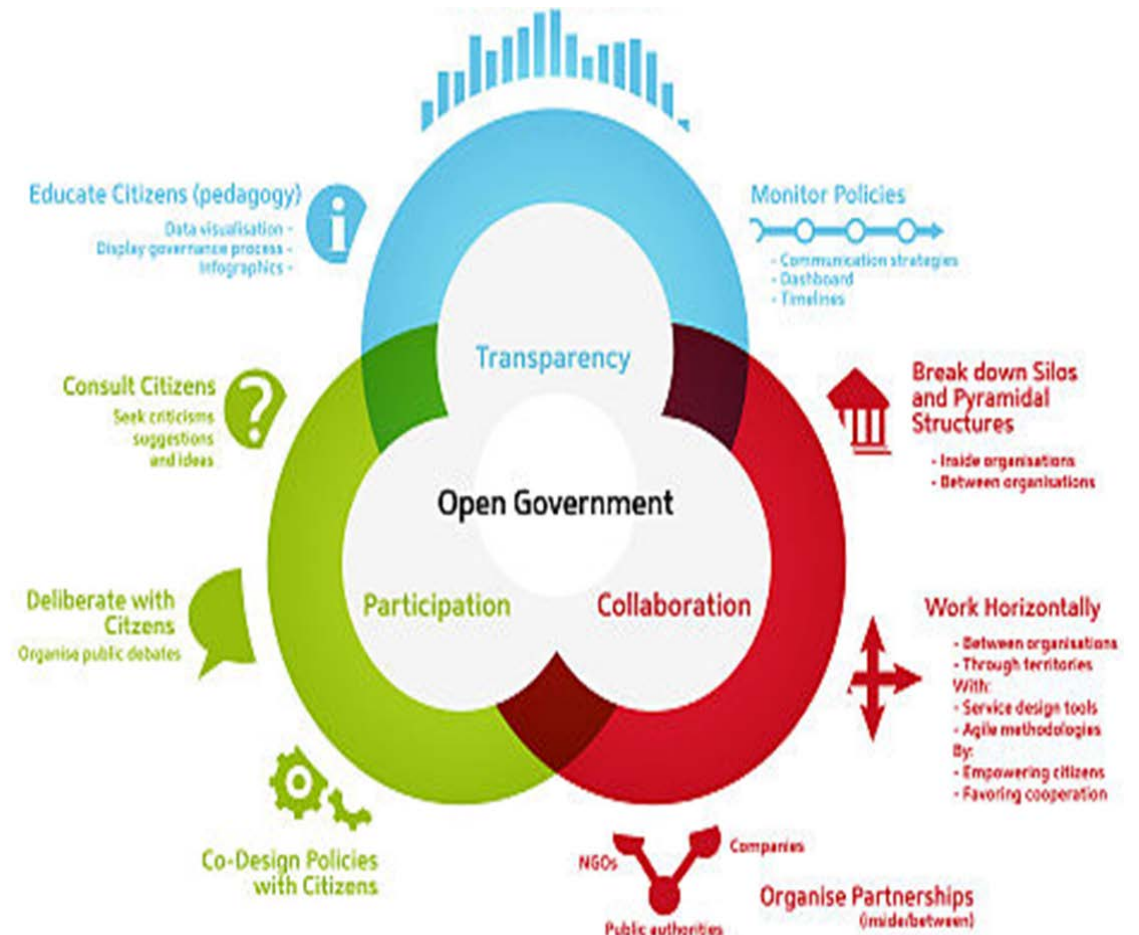 Educate Citizens (pedagogy)
Data visualisation -
Display governance process -
Infographics -
Monitor Policies
- Communication strategies
- Dashboard
- Timelines
Transparency
Consult Citizens
Seek criticisms
suggestions
and ideas
Break down Silos
and Pyramidal
Structures
- Inside organisations
- Between organisations
Open Government
Participation
Collaboration
Deliberate with
Citzens
Organise public debates
Work Horizontally
- Between organisations
- Through territories
With:
- Service design tools
- Agile methodologies
By:
- Empowering citizens
- Favoring cooperation
Co-Design Policies
with Citizens
NGOs
Companies
Public authorities
Organise Partnerships
(inside/between)